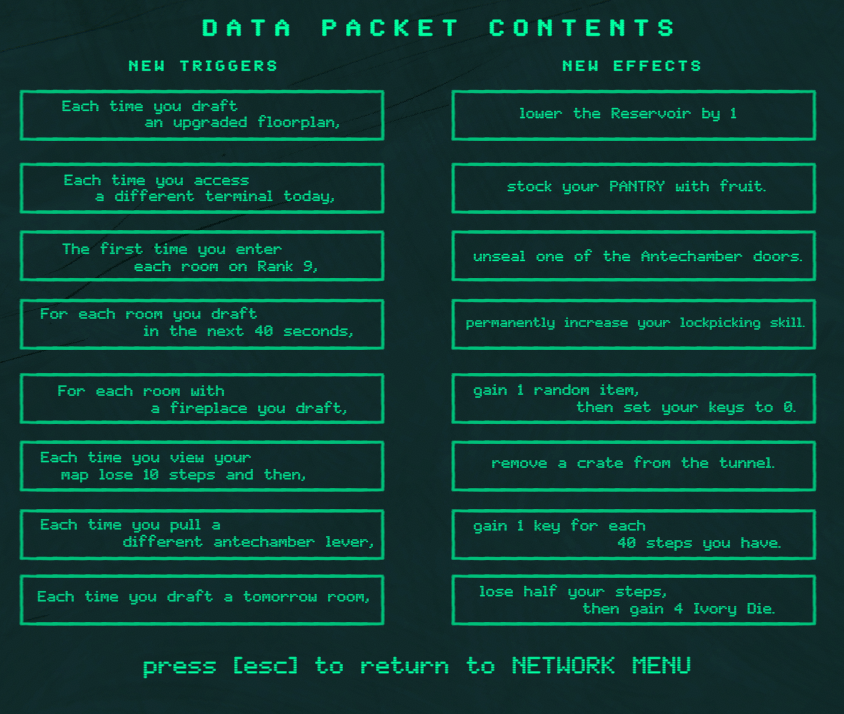 DATA PACKET CONTENTS
NEW TRIGGERS
Each time you draft
an upgraded floorplan,
Each time you access
a different terminal today,
The first time you enter
each room on Rank 9,
For each room you draft
in the next 40 seconds,
For each room with
a fireplace you draft,
Each time you view your
map lose 10 steps and then,
Each time you pull a
different antechamber lever,
Each time you draft a tomorrow room,
NEW EFFECTS
lower the Reservoir by 1
stock your PANTRY with fruit.
unseal one of the Antechamber doors.
permanently increase your lockpicking skill.
gain 1 random item,
then set your keys to 0.
remove a crate from the tunnel.
gain 1 key for each
40 steps you have.
lose half your steps,
then gain 4 Ivory Die.
press [esc] to return to NETWORK MENU